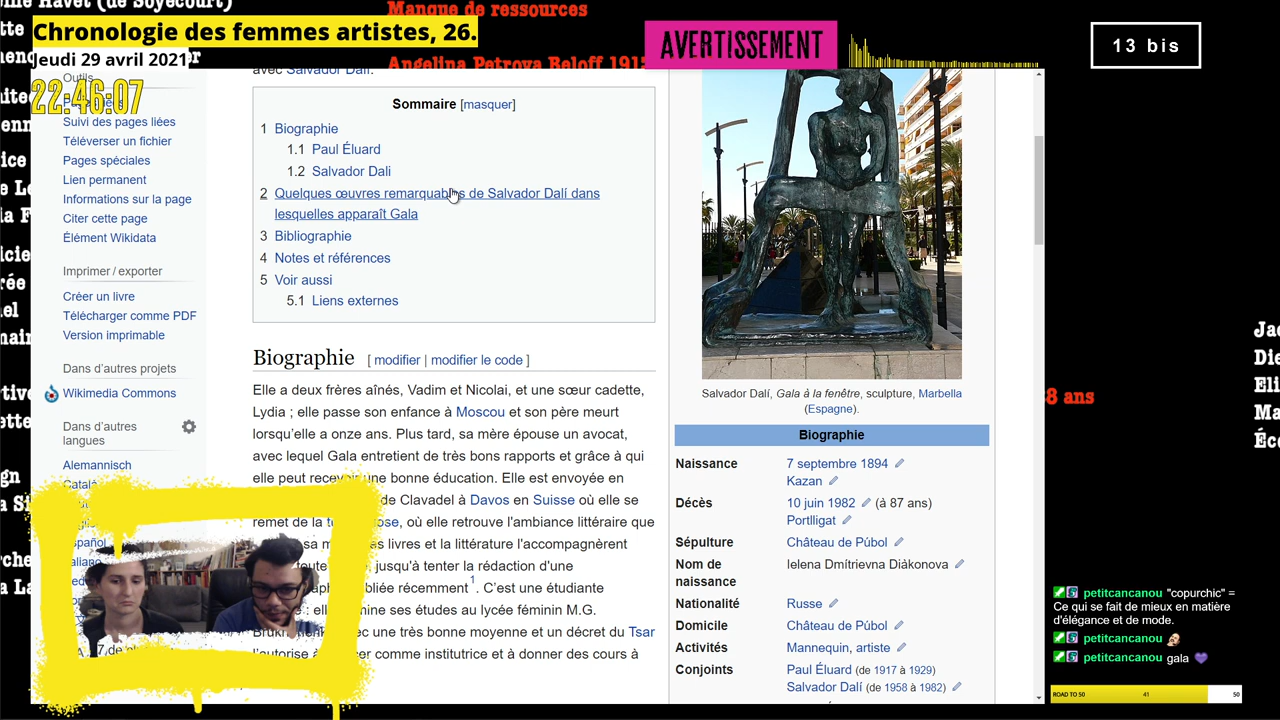 Manque de ressources
Chronologie des femmes artistes, 26.
Jeudi 29 avril 2021
22:46:07
Angelina Petrova Beloff 191
AVERTISSEMENT
13 bis
Outils
Suivi des pages liées
Téléverser un fichier
Pages spéciales
Lien permanent
Informations sur la page
Citer cette page
Élément Wikidata
Imprimer / exporter
Créer un livre
Télécharger comme PDF
Version imprimable
Dans d'autres projets
Wikimedia Commons
Dans d'autres
langues
Alemannisch
avec Salvador Dalí.
Sommaire [masquer]
1 Biographie
1.1 Paul Éluard
1.2 Salvador Dali
2 Quelques œuvres remarquables de Salvador Dalí dans
lesquelles apparaît Gala
3 Bibliographie
4 Notes et références
5 Voir aussi
5.1 Liens externes
Biographie [ modifier | modifier le code ]
Elle a deux frères aînés, Vadim et Nicolai, et une sœur cadette,
Lydia ; elle passe son enfance à Moscou et son père meurt
lorsqu'elle a onze ans. Plus tard, sa mère épouse un avocat,
avec lequel Gala entretient de très bons rapports et grâce à qui
elle peut recevoir une bonne éducation. Elle est envoyée en
de Clavadel à Davos en Suisse où elle se
remet de la où elle retrouve l'ambiance littéraire que
livres et la littérature l'accompagnèrent
jusqu'à tenter la rédaction d'une
récemment 1. C'est une étudiante
ses études au lycée féminin M.G.
une très bonne moyenne et un décret du Tsar
l'autorise à comme institutrice et à donner des cours à
Salvador Dalí, Gala à la fenêtre, sculpture, Marbella
(Espagne).
Biographie
Naissance 7 septembre 1894
Kazan
Décès 10 juin 1982 (à 87 ans)
Portlligat
Sépulture Château de Púbol
Nom de naissance Ielena Dmítrievna Diàkonova
Nationalité Russe
Domicile Château de Púbol
Activités Mannequin, artiste
Conjoints Paul Éluard (de 1917 à 1929)
Salvador Dalí (de 1958 à 1982)
8 ans
petitcancanou "copurchic" =
Ce qui se fait de mieux en matière
d'élégance et de mode.
petitcancanou
petitcancanou gala
ROAD TO 50 41 50